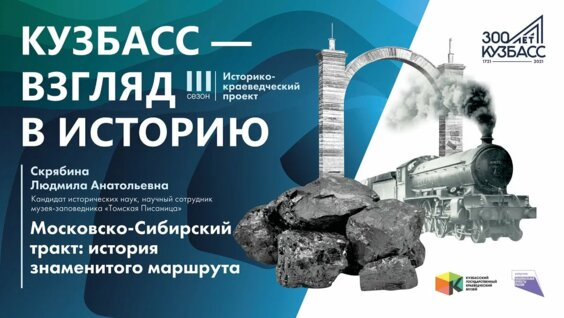 КУЗБАСС —
ВЗГЛЯД
В ИСТОРИЮ
III
СЕЗОН
Историко-
краеведческий
проект
300 ЛЕТ
КУЗБАСС
1721 2021
Скрябина
Людмила Анатольевна
Кандидат исторических наук, научный сотрудник
музея-заповедника «Томская Писаница»
Московско-Сибирский
тракт: история
знаменитого маршрута
КУЗБАССКИЙ
ГОСУДАРСТВЕННЫЙ
КРАЕВЕДЧЕСКИЙ
МУЗЕЙ